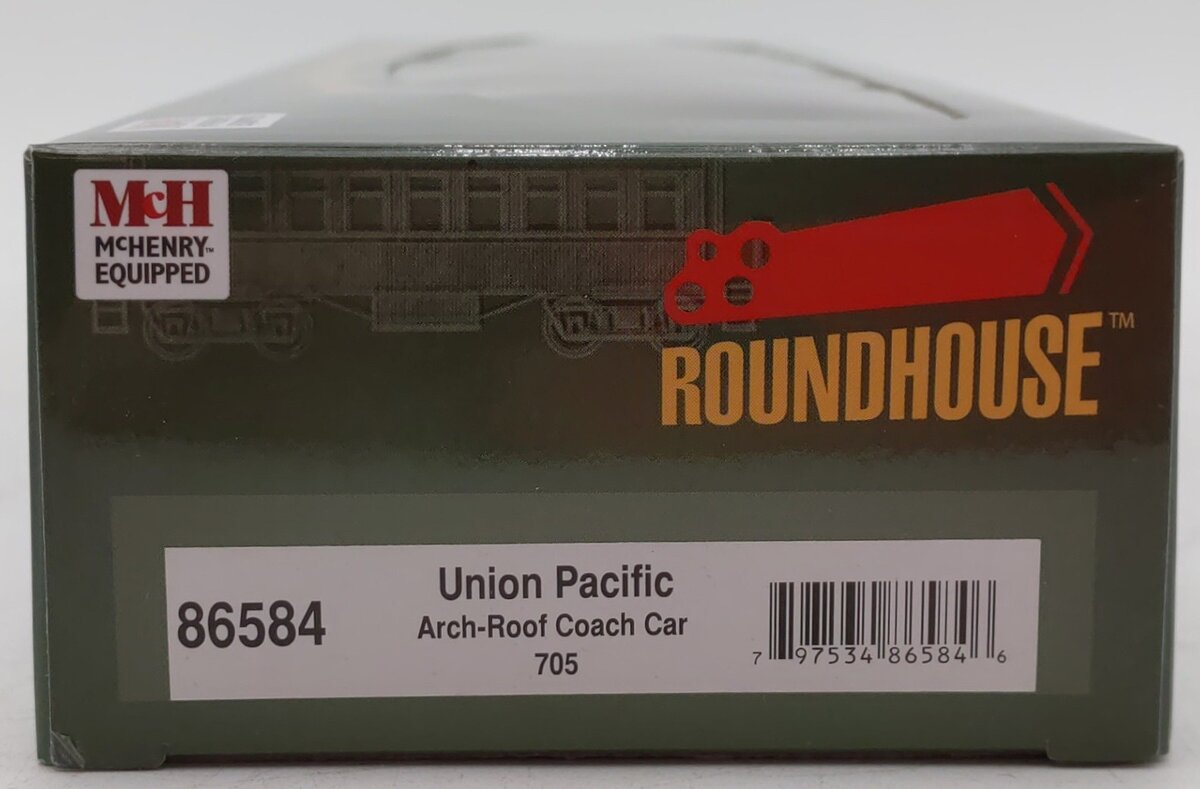 McH
McHENRY™
EQUIPPED
ROUNDHOUSE™
86584
Union Pacific
Arch-Roof Coach Car
705
7 97534 86584 6